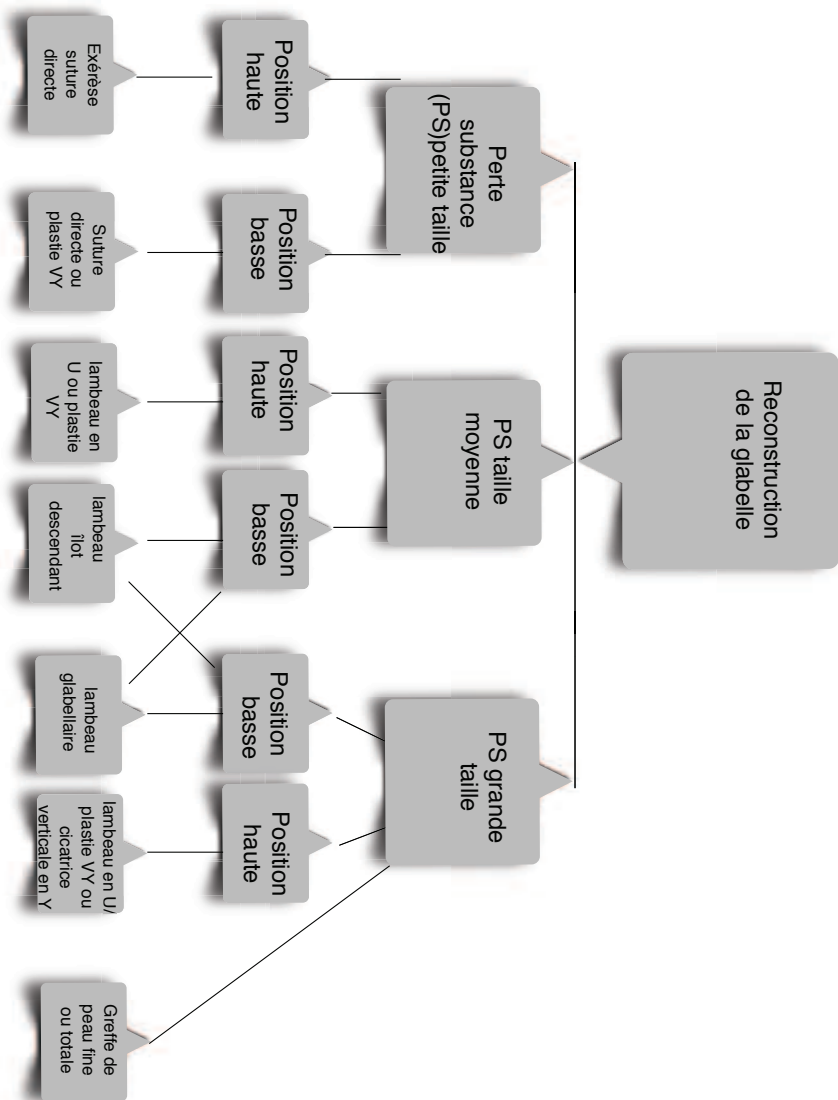 Reconstruction
de la glabelle
Perte
substance
(PS)petite taille
PS taille
moyenne
PS grande
taille
Position
haute
Position
basse
Position
haute
Position
basse
Position
basse
Position
haute
Exérèse
suture
directe
Suture
directe ou
plastie VY
lambeau en
U ou plastie
VY
lambeau
îlot
descendant
lambeau
glabellaire
lambeau en U/
plastie VY ou
cicatrice
verticale en Y
Greffe de
peau fine
ou totale